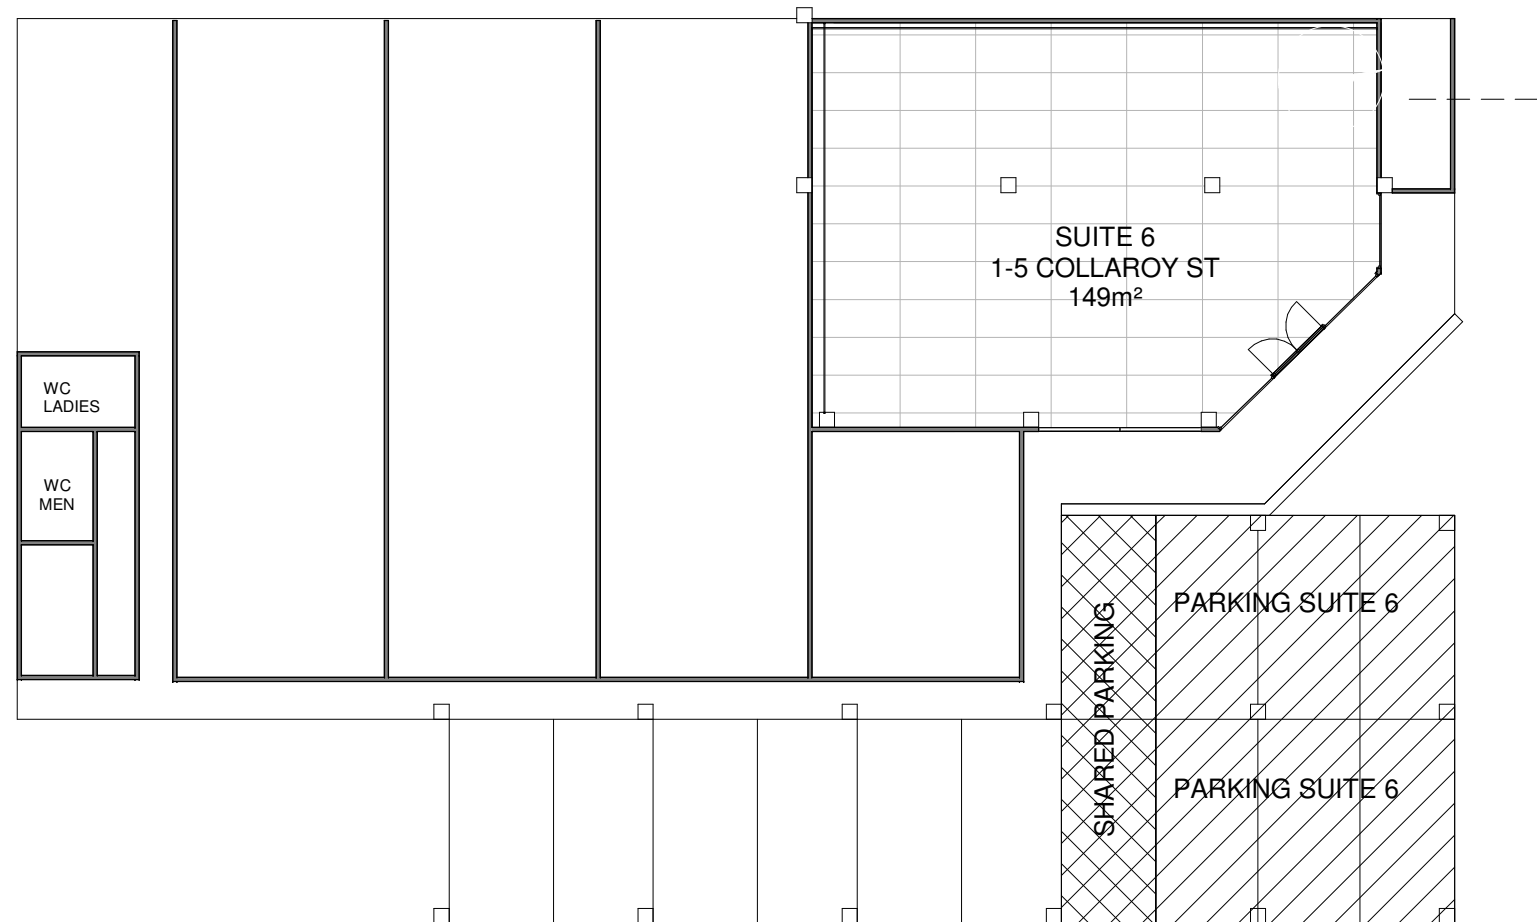 SUITE 6
1-5 COLLAROY ST
149m²
WC
LADIES
WC
MEN
PARKING SUITE 6
SHARED PARKING
PARKING SUITE 6